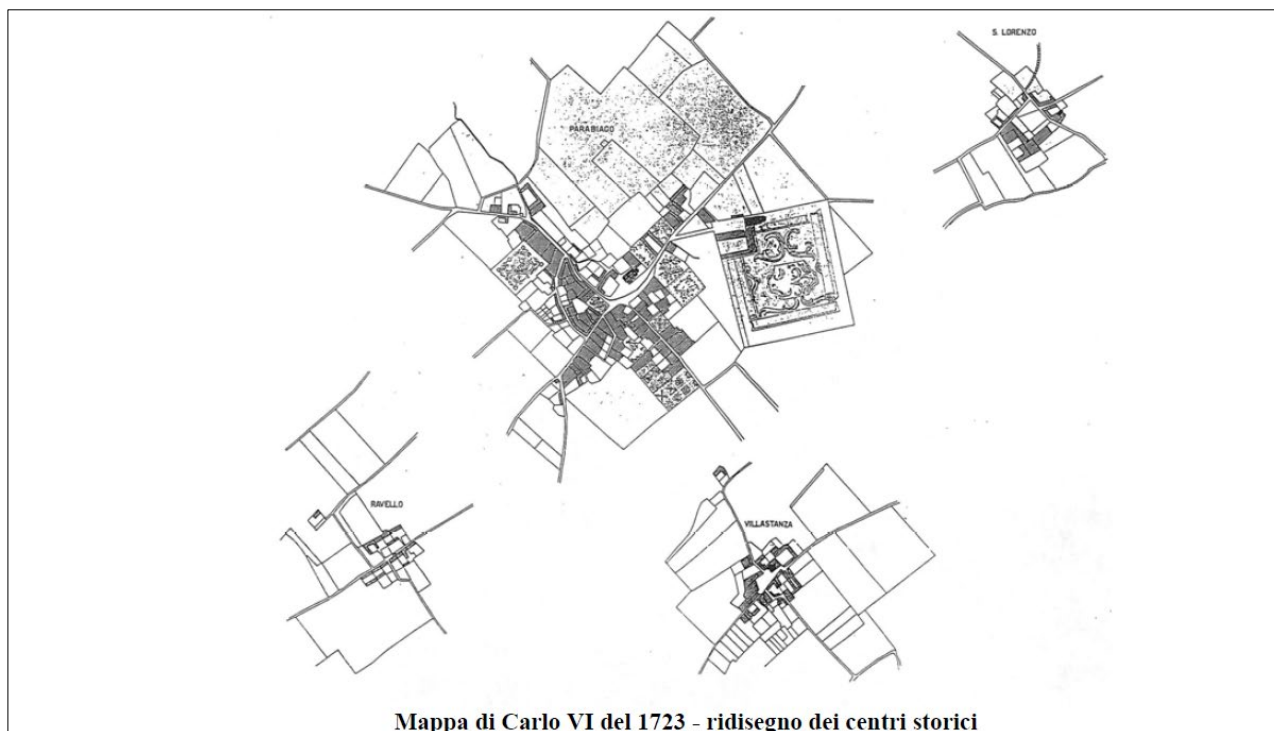 S. LORENZO
PARABIAGO
RAVELLO
VILLASTANZA
Mappa di Carlo VI del 1723 - ridisegno dei centri storici